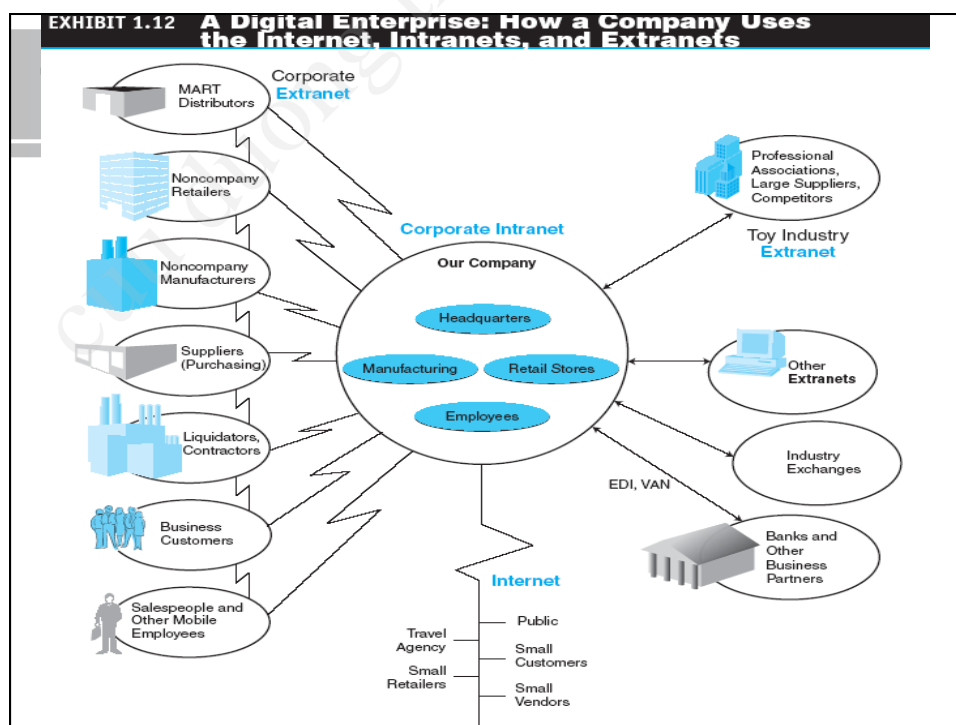 EXHIBIT 1.12 A Digital Enterprise: How a Company Uses
the Internet, Intranets, and Extranets
MART
Distributors
Corporate
Extranet
Noncompany
Retailers
Noncompany
Manufacturers
Suppliers
(Purchasing)
Liquidators,
Contractors
Business
Customers
Salespeople and
Other Mobile
Employees
Corporate Intranet
Our Company
Headquarters
Manufacturing
Retail Stores
Employees
Professional
Associations,
Large Suppliers,
Competitors
Toy Industry
Extranet
Other
Extranets
Industry
Exchanges
EDI, VAN
Banks and
Other
Business
Partners
Internet
Public
Travel
Agency
Small
Customers
Small
Retailers
Small
Vendors